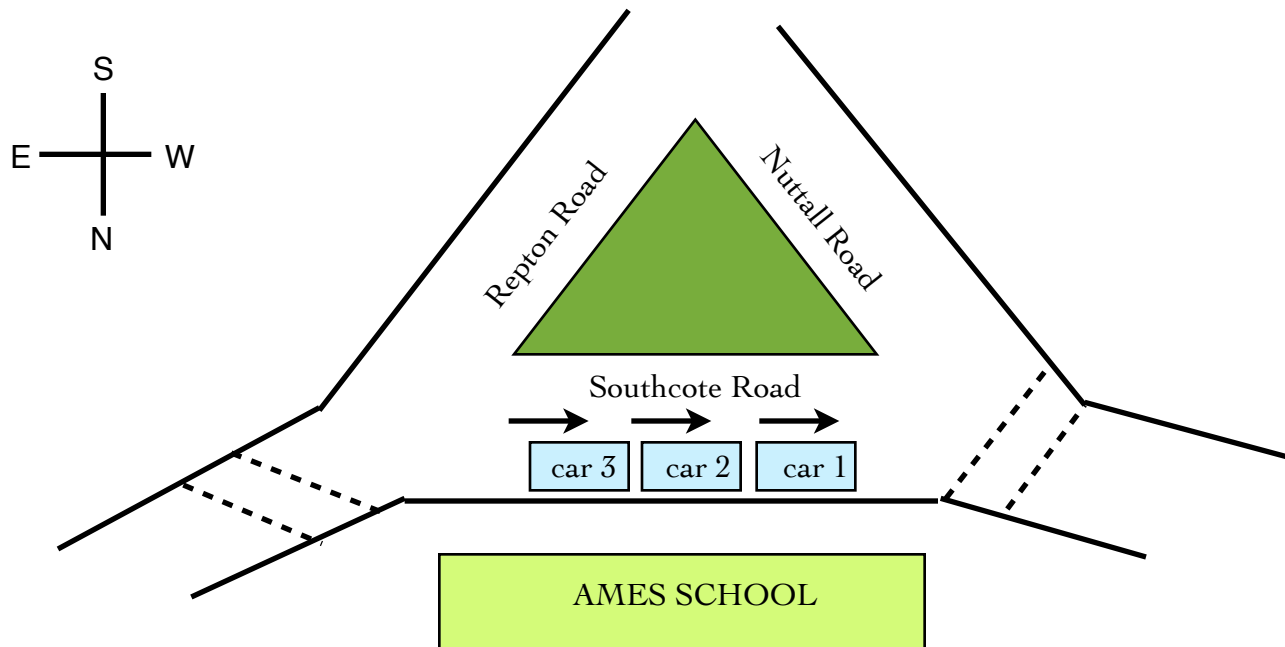 S
E
W
N
Repton Road
Nuttall Road
Southcote Road
car 3
car 2
car 1
AMES SCHOOL